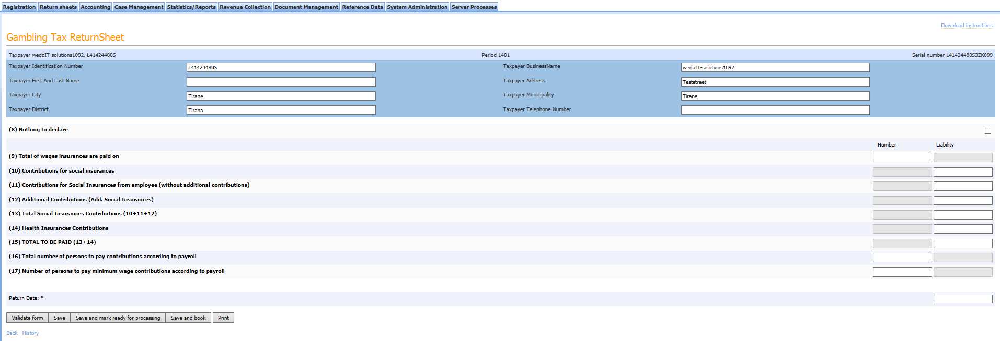 Registration Return sheets Accounting Case Management Statistics/Reports Revenue Collection Document Management Reference Data System Administration Server Processes
Download instructions
Gambling Tax ReturnSheet
Taxpayer wedoIT-solutions1092, L41424480S Period 1401 Serial number L41424480S3ZK099
Taxpayer Identification Number L41424480S Taxpayer BusinessName wedoIT-solutions1092
Taxpayer First And Last Name Taxpayer Address Teststreet
Taxpayer City Tirane Taxpayer Municipality Tirane
Taxpayer District Tirana Taxpayer Telephone Number
(8) Nothing to declare
Number Liability
(9) Total of wages insurances are paid on
(10) Contributions for social insurances
(11) Contributions for Social Insurances from employee (without additional contributions)
(12) Additional Contributions (Add. Social Insurances)
(13) Total Social Insurances Contributions (10+11+12)
(14) Health Insurances Contributions
(15) TOTAL TO BE PAID (13+14)
(16) Total number of persons to pay contributions according to payroll
(17) Number of persons to pay minimum wage contributions according to payroll
Return Date: *
Validate form Save Save and mark ready for processing Save and book Print
Back History